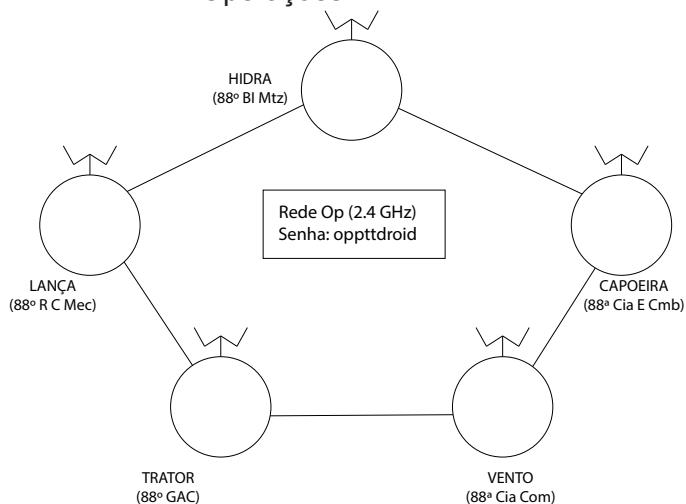 HIDRA
(88º BI Mtz)
LANÇA
(88º R C Mec)
Rede Op (2.4 GHz)
Senha: oppttdroid
CAPOEIRA
(88ª Cia E Cmb)
TRATOR
(88º GAC)
VENTO
(88ª Cia Com)